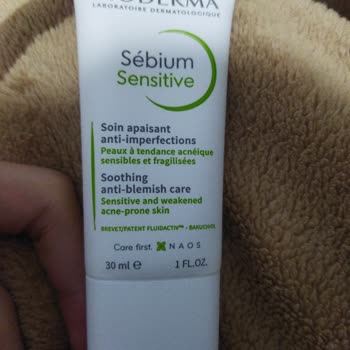 ODERMA
LABORATOIRE DERMATOLOGIQUE
Sébium
Sensitive
Soin apaisant
anti-imperfections
Peaux à tendance acnéique
sensibles et fragilisées
Soothing
anti-blemish care
Sensitive and weakened
acne-prone skin
BREVET/PATENT FLUIDACTIV™ - BAKUCHIOL
Care first. NAOS
30 ml ℮ 1 FL.OZ.